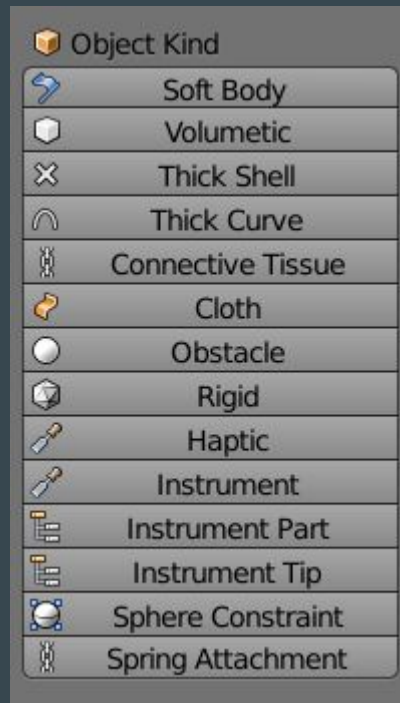 Object Kind
Soft Body
Volumetic
Thick Shell
Thick Curve
Connective Tissue
Cloth
Obstacle
Rigid
Haptic
Instrument
Instrument Part
Instrument Tip
Sphere Constraint
Spring Attachment